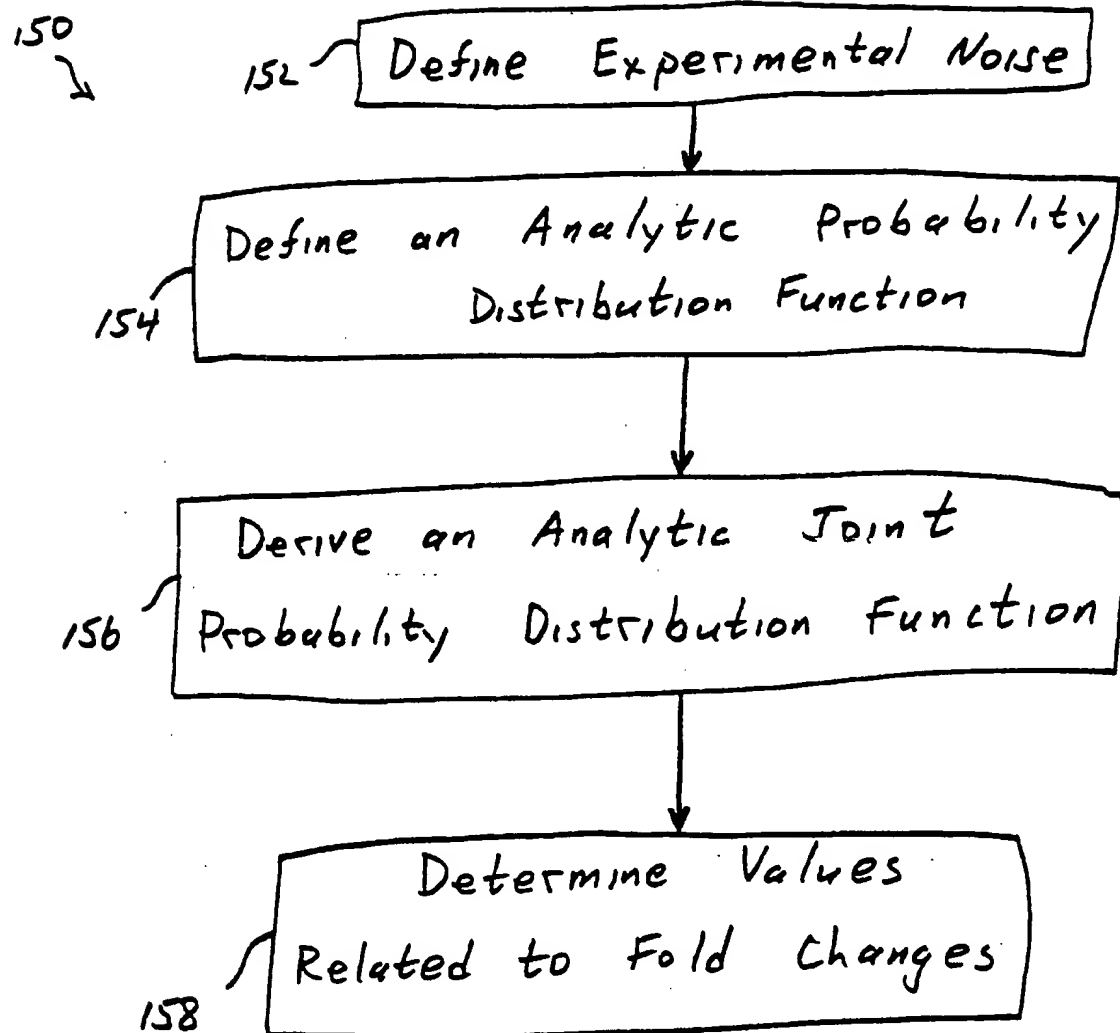 150
152
Define Experimental Noise
Define an Analytic Probability
Distribution Function
154
Derive an Analytic Joint
Probability Distribution Function
156
Determine Values
Related to Fold Changes
158